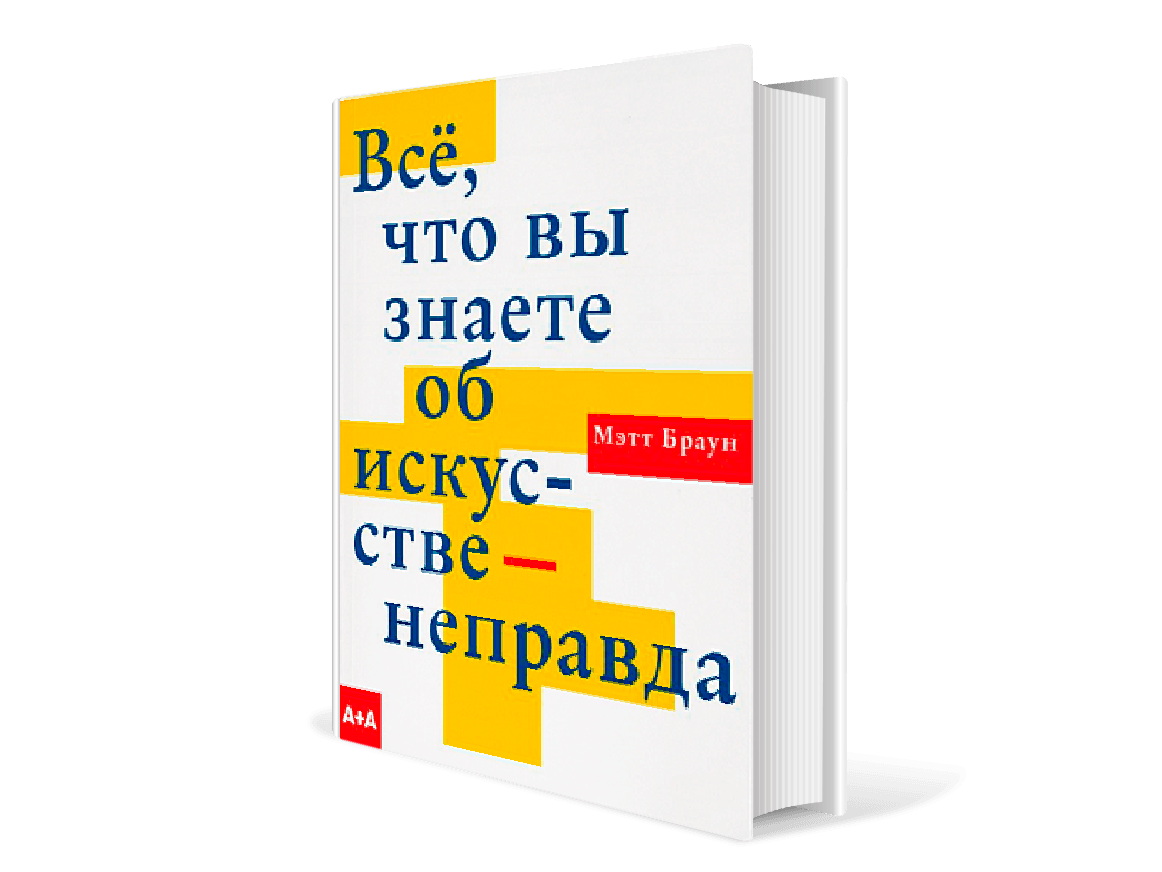 Всё,
что вы
знаете
об
Мэтт Браун
искус-
стве —
неправда
А+А